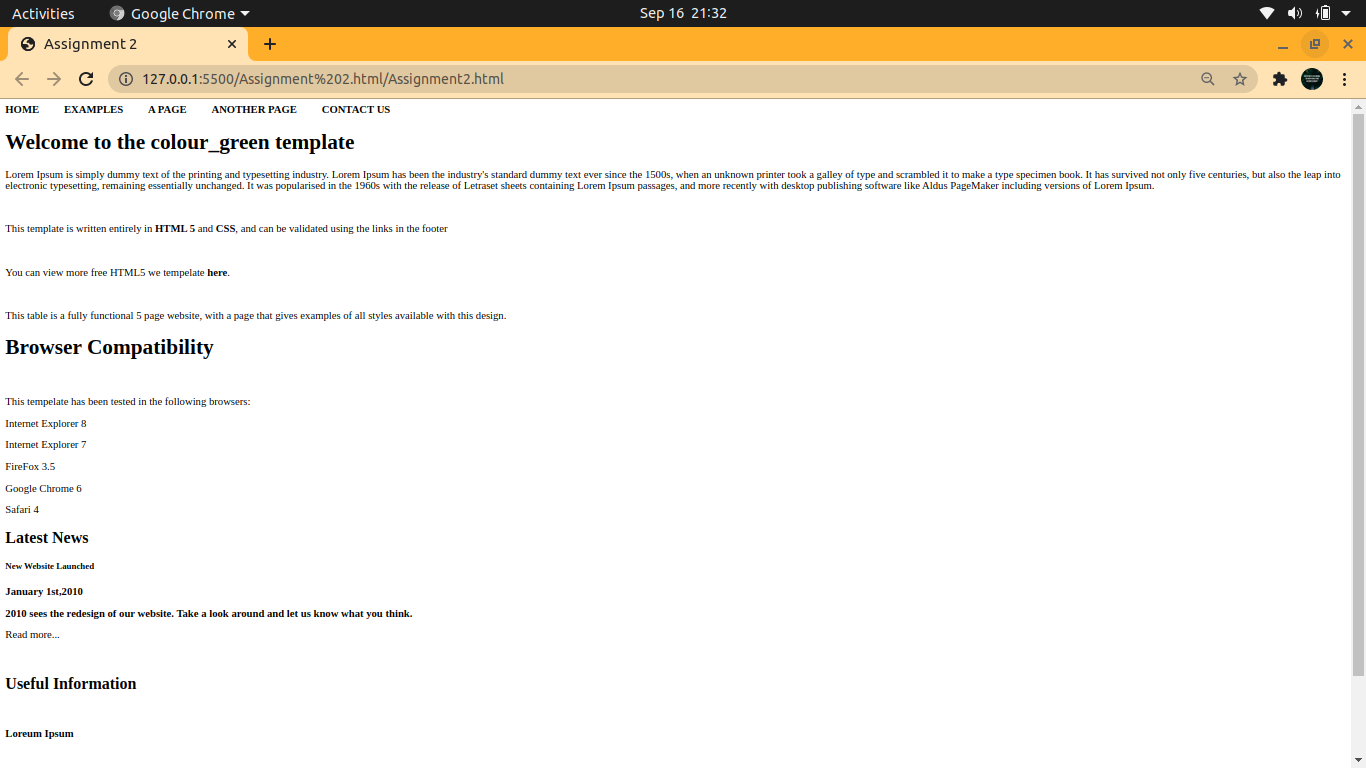 Activities Google Chrome Sep 16 21:32
Assignment 2
127.0.0.1:5500/Assignment%202.html/Assignment2.html
HOME EXAMPLES A PAGE ANOTHER PAGE CONTACT US
Welcome to the colour_green template
Lorem Ipsum is simply dummy text of the printing and typesetting industry. Lorem Ipsum has been the industry's standard dummy text ever since the 1500s, when an unknown printer took a galley of type and scrambled it to make a type specimen book. It has survived not only five centuries, but also the leap into
electronic typesetting, remaining essentially unchanged. It was popularised in the 1960s with the release of Letraset sheets containing Lorem Ipsum passages, and more recently with desktop publishing software like Aldus PageMaker including versions of Lorem Ipsum.
This template is written entirely in HTML 5 and CSS, and can be validated using the links in the footer
You can view more free HTML5 we tempelate here.
This table is a fully functional 5 page website, with a page that gives examples of all styles available with this design.
Browser Compatibility
This tempelate has been tested in the following browsers:
Internet Explorer 8
Internet Explorer 7
FireFox 3.5
Google Chrome 6
Safari 4
Latest News
New Website Launched
January 1st,2010
2010 sees the redesign of our website. Take a look around and let us know what you think.
Read more...
Useful Information
Loreum Ipsum